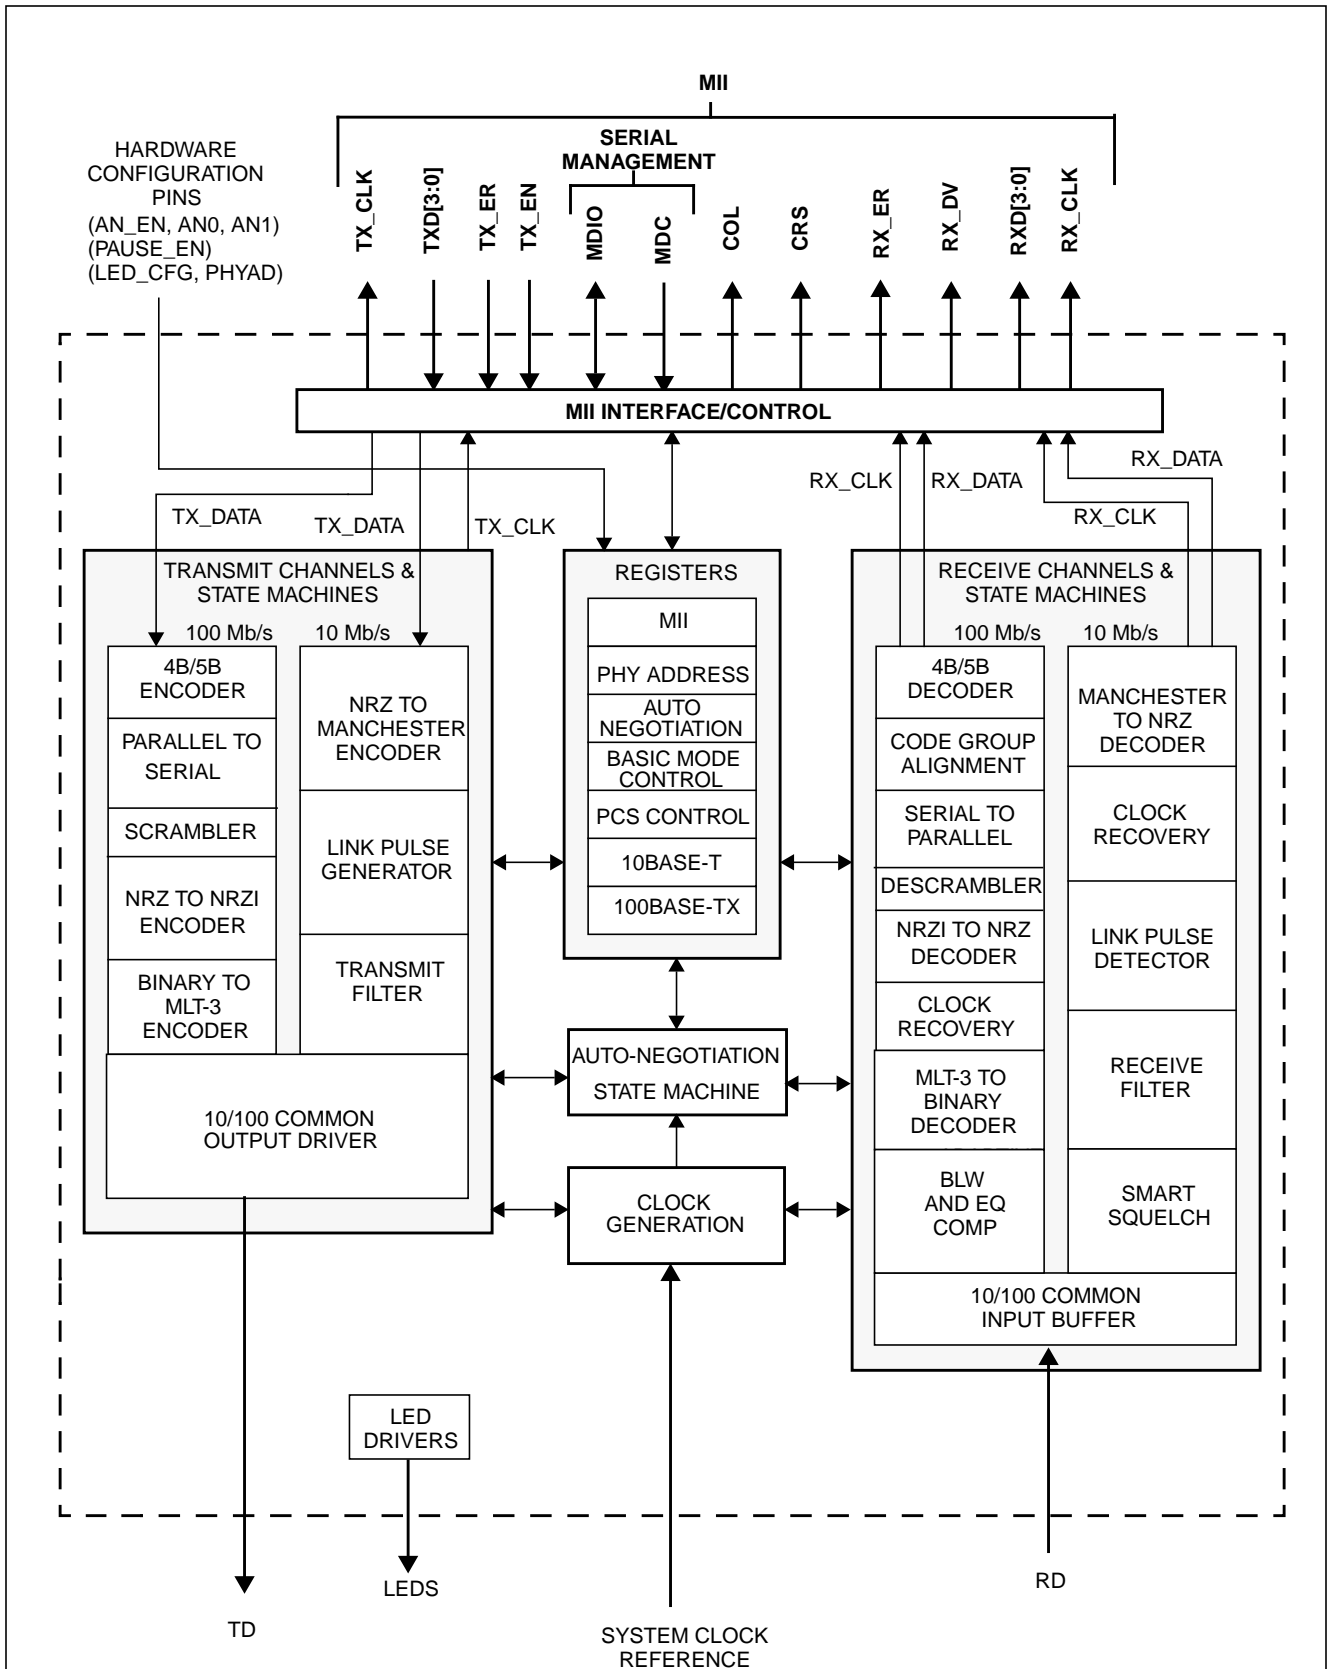 MII
SERIAL
MANAGEMENT
HARDWARE
CONFIGURATION
PINS
(AN_EN, AN0, AN1)
(PAUSE_EN)
(LED_CFG, PHYAD)
TX_CLK
TXD[3:0]
TX_ER
TX_EN
MDIO
MDC
COL
CRS
RX_ER
RX_DV
RXD[3:0]
RX_CLK
MII INTERFACE/CONTROL
TX_DATA
TX_DATA
TX_CLK
RX_CLK
RX_DATA
RX_CLK
RX_DATA
TRANSMIT CHANNELS &
STATE MACHINES
100 Mb/s
10 Mb/s
4B/5B
ENCODER
PARALLEL TO
SERIAL
SCRAMBLER
NRZ TO NRZI
ENCODER
BINARY TO
MLT-3
ENCODER
NRZ TO
MANCHESTER
ENCODER
LINK PULSE
GENERATOR
TRANSMIT
FILTER
10/100 COMMON
OUTPUT DRIVER
REGISTERS
MII
PHY ADDRESS
AUTO
NEGOTIATION
BASIC MODE
CONTROL
PCS CONTROL
10BASE-T
100BASE-TX
AUTO-NEGOTIATION
STATE MACHINE
CLOCK
GENERATION
RECEIVE CHANNELS &
STATE MACHINES
100 Mb/s
10 Mb/s
4B/5B
DECODER
CODE GROUP
ALIGNMENT
SERIAL TO
PARALLEL
DESCRAMBLER
NRZI TO NRZ
DECODER
CLOCK
RECOVERY
MLT-3 TO
BINARY
DECODER
BLW
AND EQ
COMP
MANCHESTER
TO NRZ
DECODER
CLOCK
RECOVERY
LINK PULSE
DETECTOR
RECEIVE
FILTER
SMART
SQUELCH
10/100 COMMON
INPUT BUFFER
LED
DRIVERS
LEDS
TD
SYSTEM CLOCK
REFERENCE
RD